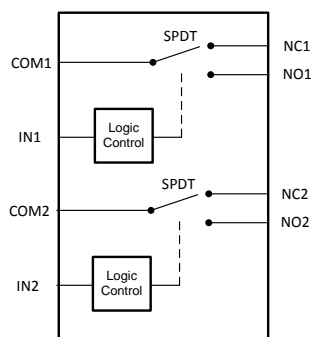 SPDT
NC1
COM1
NO1
IN1
Logic
Control
SPDT
NC2
COM2
NO2
IN2
Logic
Control